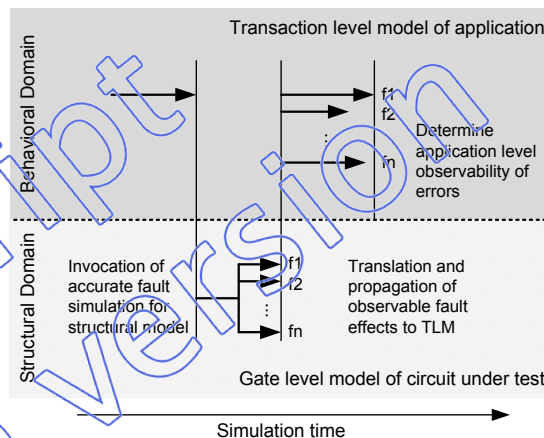 Transaction level model of application
Behavioral Domain
f1
f2
⋮
fn
Determine
application level
observability of
errors
Structural Domain
Invocation of
accurate fault
simulation for
structural model
f1
f2
⋮
fn
Translation and
propagation of
observable fault
effects to TLM
Gate level model of circuit under test
Simulation time
ipt
version